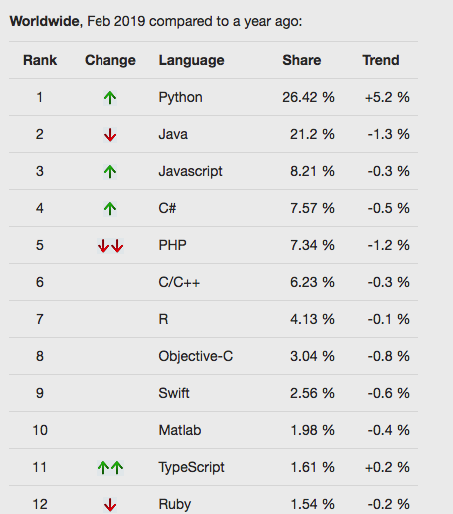 Worldwide, Feb 2019 compared to a year ago:
Rank Change Language Share Trend
1 ↑ Python 26.42 % +5.2 %
2 ↓ Java 21.2 % -1.3 %
3 ↑ Javascript 8.21 % -0.3 %
4 ↑ C# 7.57 % -0.5 %
5 ↓↓ PHP 7.34 % -1.2 %
6 C/C++ 6.23 % -0.3 %
7 R 4.13 % -0.1 %
8 Objective-C 3.04 % -0.8 %
9 Swift 2.56 % -0.6 %
10 Matlab 1.98 % -0.4 %
11 ↑↑ TypeScript 1.61 % +0.2 %
12 ↓ Ruby 1.54 % -0.2 %